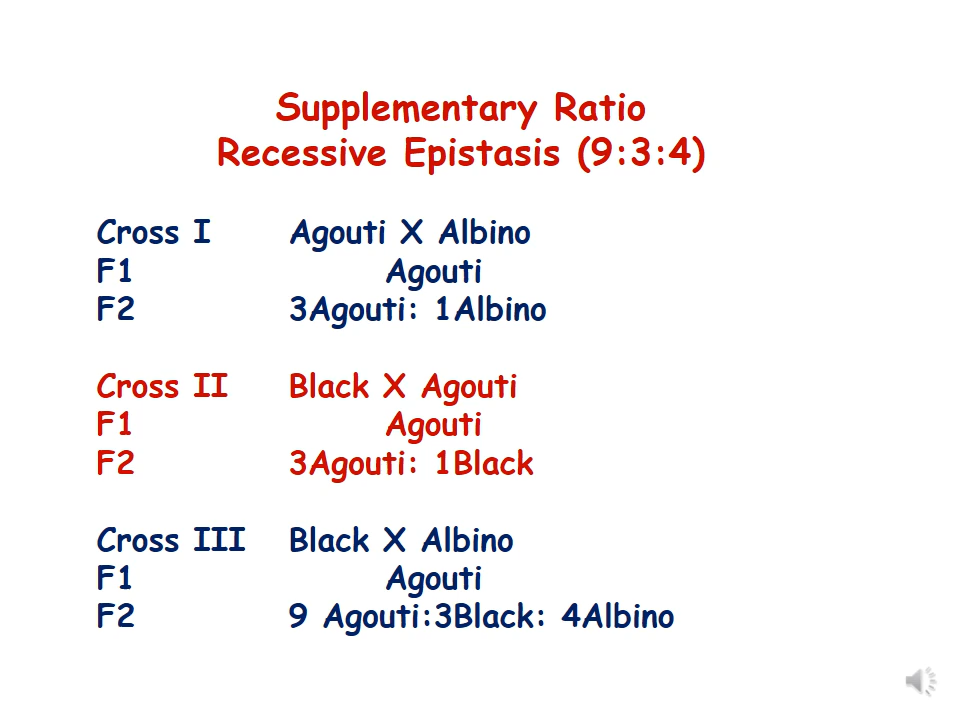 Supplementary Ratio
Recessive Epistasis (9:3:4)
Cross I Agouti X Albino
F1 Agouti
F2 3Agouti: 1Albino
Cross II Black X Agouti
F1 Agouti
F2 3Agouti: 1Black
Cross III Black X Albino
F1 Agouti
F2 9 Agouti:3Black: 4Albino